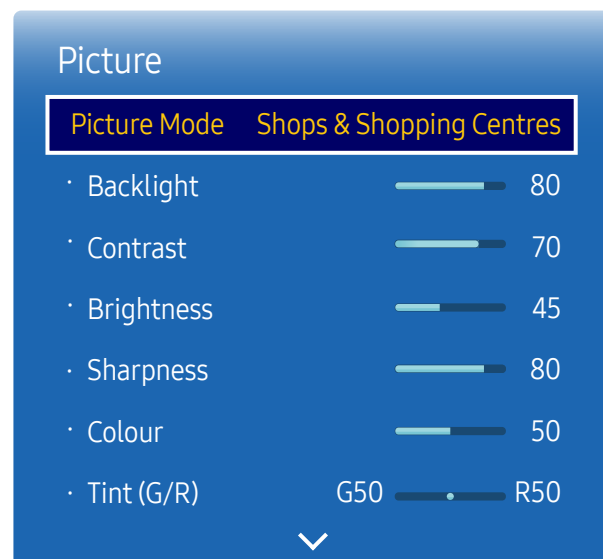 Picture
Picture Mode Shops & Shopping Centres
· Backlight 80
· Contrast 70
· Brightness 45
· Sharpness 80
· Colour 50
· Tint (G/R) G50 R50